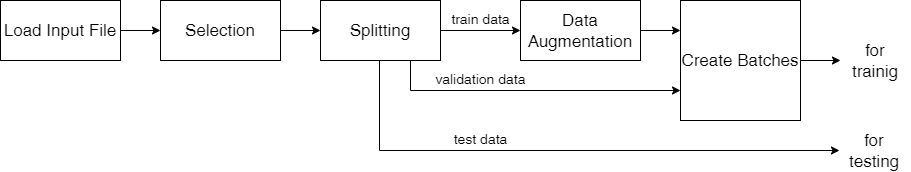 Load Input File
Selection
Splitting
train data
Data
Augmentation
validation data
Create Batches
for
trainig
test data
for
testing